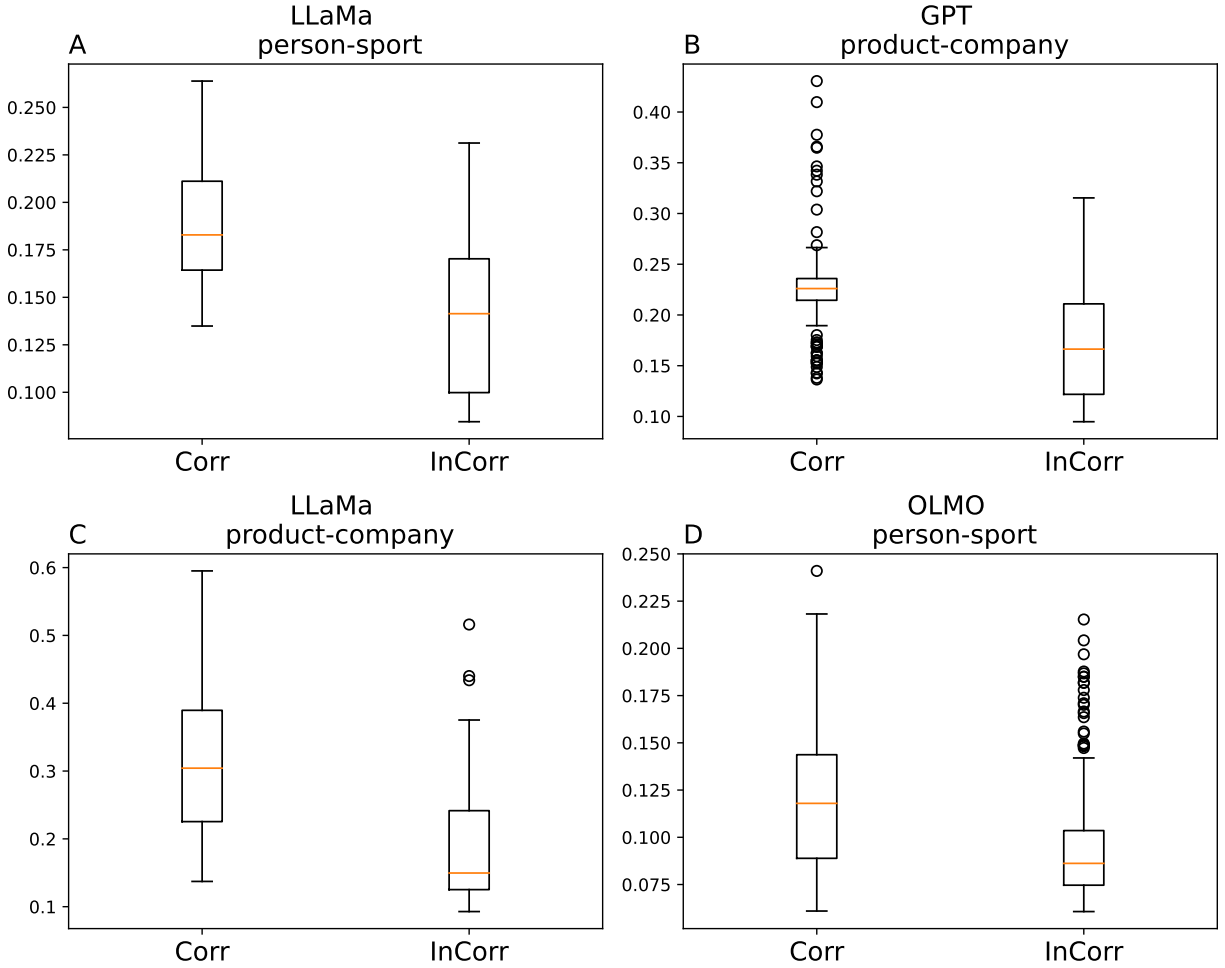 LLaMa
person-sport
A
0.250
0.225
0.200
0.175
0.150
0.125
0.100
Corr
InCorr
GPT
product-company
B
0.40
0.35
0.30
0.25
0.20
0.15
0.10
Corr
InCorr
LLaMa
product-company
C
0.6
0.5
0.4
0.3
0.2
0.1
Corr
InCorr
OLMO
person-sport
D
0.250
0.225
0.200
0.175
0.150
0.125
0.100
0.075
Corr
InCorr